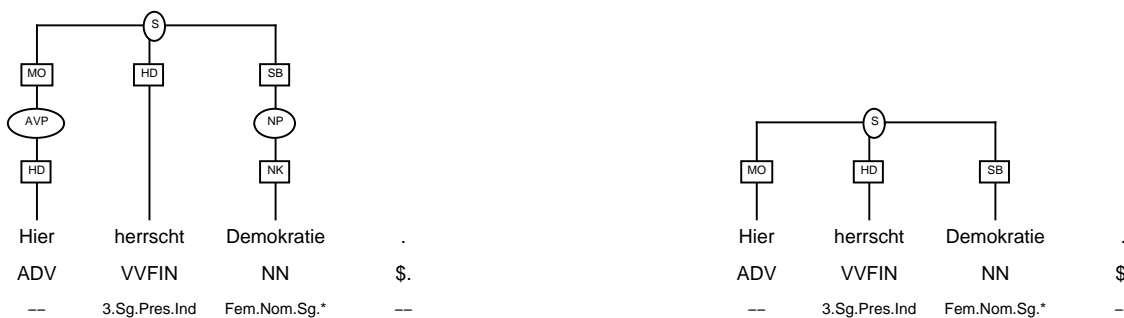 S
MO HD SB
AVP NP
HD NK
Hier herrscht Demokratie .
ADV VVFIN NN $.
-- 3.Sg.Pres.Ind Fem.Nom.Sg.* --
S
MO HD SB
Hier herrscht Demokratie .
ADV VVFIN NN $
-- 3.Sg.Pres.Ind Fem.Nom.Sg.* –